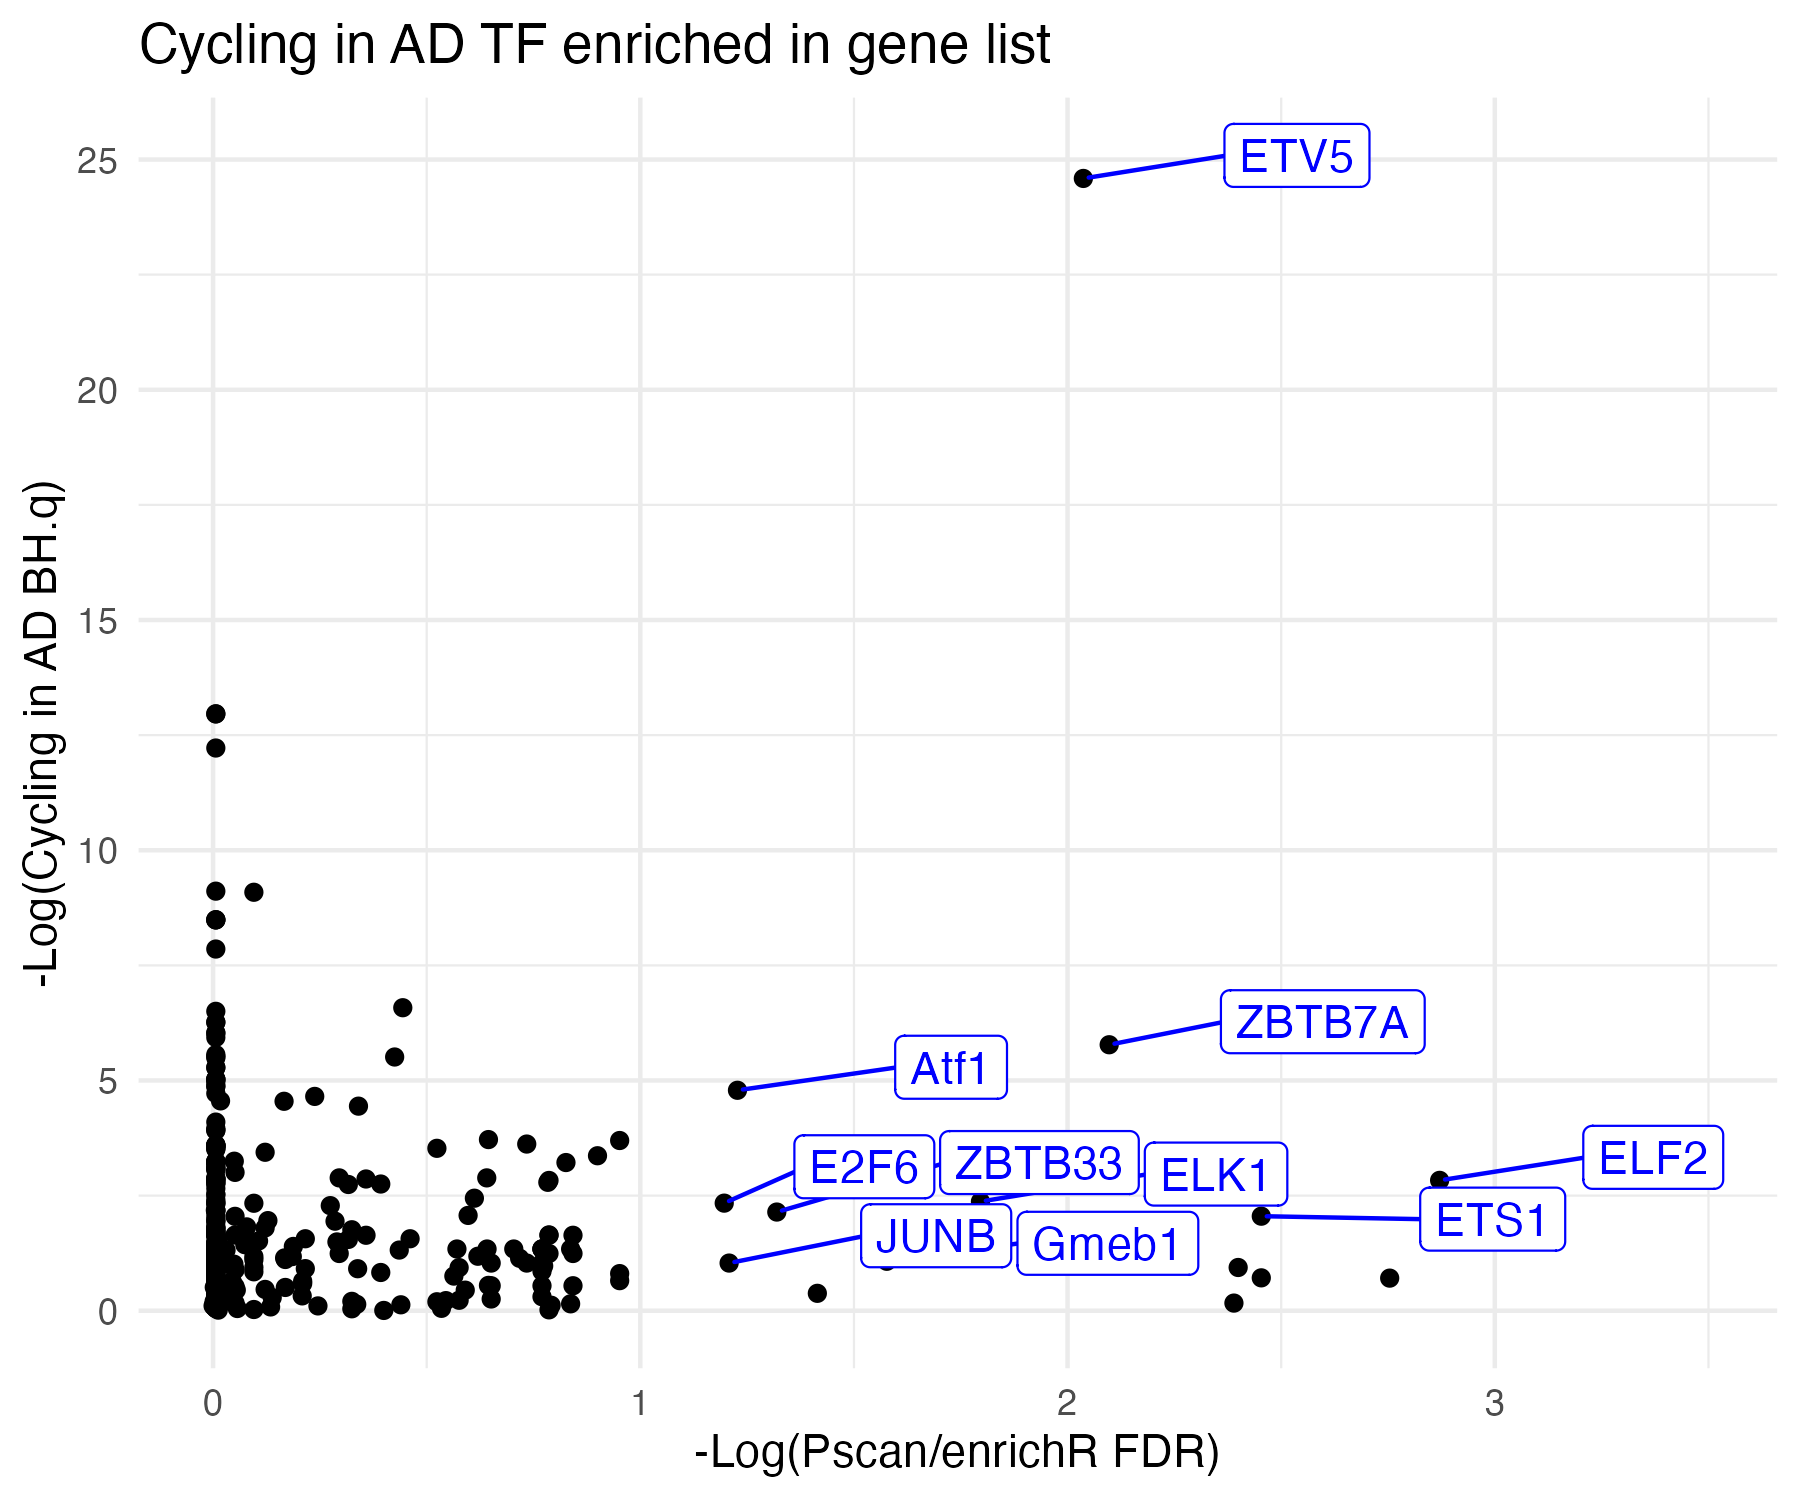 Cycling in AD TF enriched in gene list
-Log(Cycling in AD BH.q)
25
20
15
10
5
0
ETV5
ZBTB7A
Atf1
E2F6
ZBTB33
ELK1
ELF2
ETS1
JUNB
Gmeb1
0
1
2
3
-Log(Pscan/enrichR FDR)